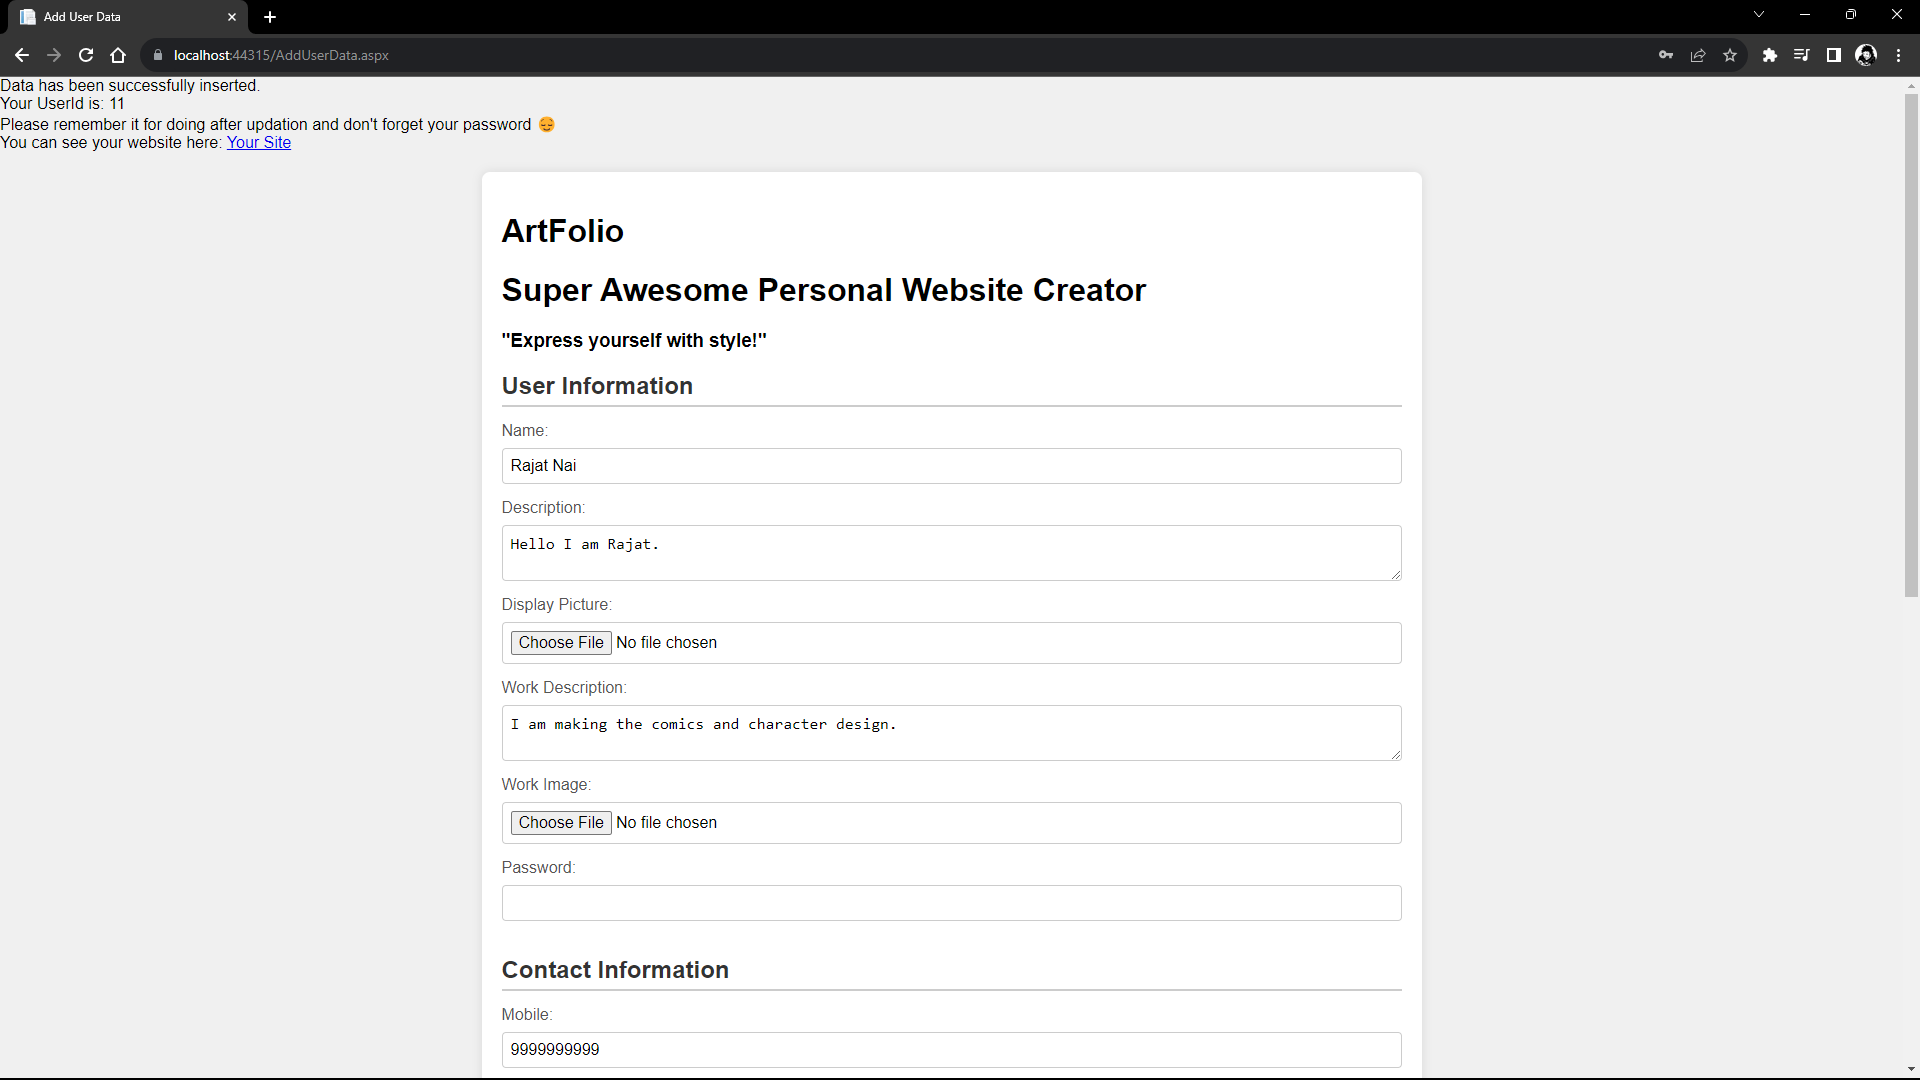 Add User Data
localhost:44315/AddUserData.aspx
Data has been successfully inserted.
Your UserId is: 11
Please remember it for doing after updation and don't forget your password 😊
You can see your website here: Your Site
ArtFolio
Super Awesome Personal Website Creator
"Express yourself with style!"
User Information
Name:
Rajat Nai
Description:
Hello I am Rajat.
Display Picture:
Choose File No file chosen
Work Description:
I am making the comics and character design.
Work Image:
Choose File No file chosen
Password:
Contact Information
Mobile:
9999999999